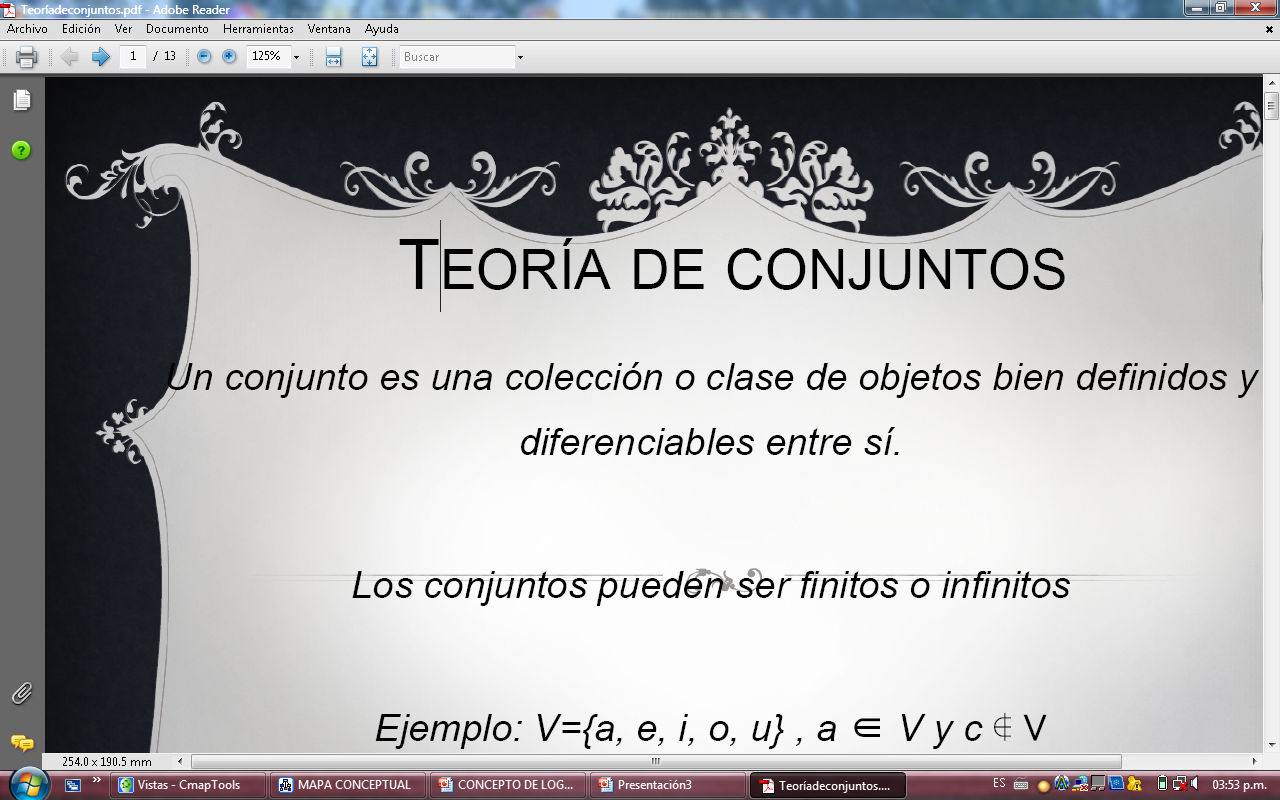 Teoríadeconjuntos.pdf - Adobe Reader
Archivo Edición Ver Documento Herramientas Ventana Ayuda
1 / 13 125% Buscar
TEORÍA DE CONJUNTOS
Un conjunto es una colección o clase de objetos bien definidos y
diferenciables entre sí.
Los conjuntos pueden ser finitos o infinitos
Ejemplo: V={a, e, i, o, u} , a ∈ V y c ∉ V
254.0 x 190.5 mm
Vistas - CmapTools MAPA CONCEPTUAL CONCEPTO DE LOG... Presentación3 Teoríadeconjuntos.... ES 03:53 p.m.